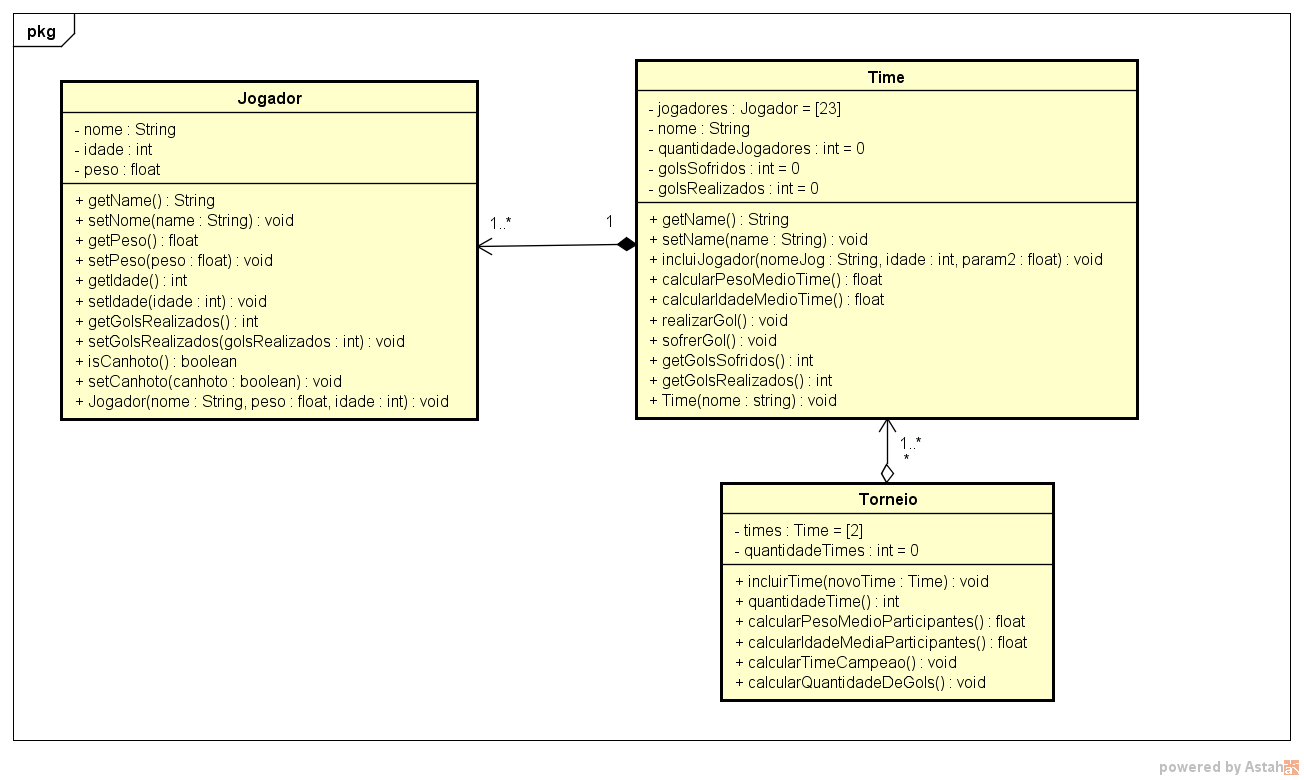 pkg
Jogador
- nome : String
- idade : int
- peso : float
+ getName() : String
+ setNome(name : String) : void
+ getPeso() : float
+ setPeso(peso : float) : void
+ getIdade() : int
+ setIdade(idade : int) : void
+ getGolsRealizados() : int
+ setGolsRealizados(golsRealizados : int) : void
+ isCanhoto() : boolean
+ setCanhoto(canhoto : boolean) : void
+ Jogador(nome : String, peso : float, idade : int) : void
1..*
1
Time
- jogadores : Jogador = [23]
- nome : String
- quantidadeJogadores : int = 0
- golsSofridos : int = 0
- golsRealizados : int = 0
+ getName() : String
+ setName(name : String) : void
+ incluiJogador(nomeJog : String, idade : int, param2 : float) : void
+ calcularPesoMedioTime() : float
+ calcularIdadeMedioTime() : float
+ realizarGol() : void
+ sofrerGol() : void
+ getGolsSofridos() : int
+ getGolsRealizados() : int
+ Time(nome : string) : void
1..*
*
Torneio
- times : Time = [2]
- quantidadeTimes : int = 0
+ incluirTime(novoTime : Time) : void
+ quantidadeTime() : int
+ calcularPesoMedioParticipantes() : float
+ calcularIdadeMediaParticipantes() : float
+ calcularTimeCampeao() : void
+ calcularQuantidadeDeGols() : void
powered by Astah